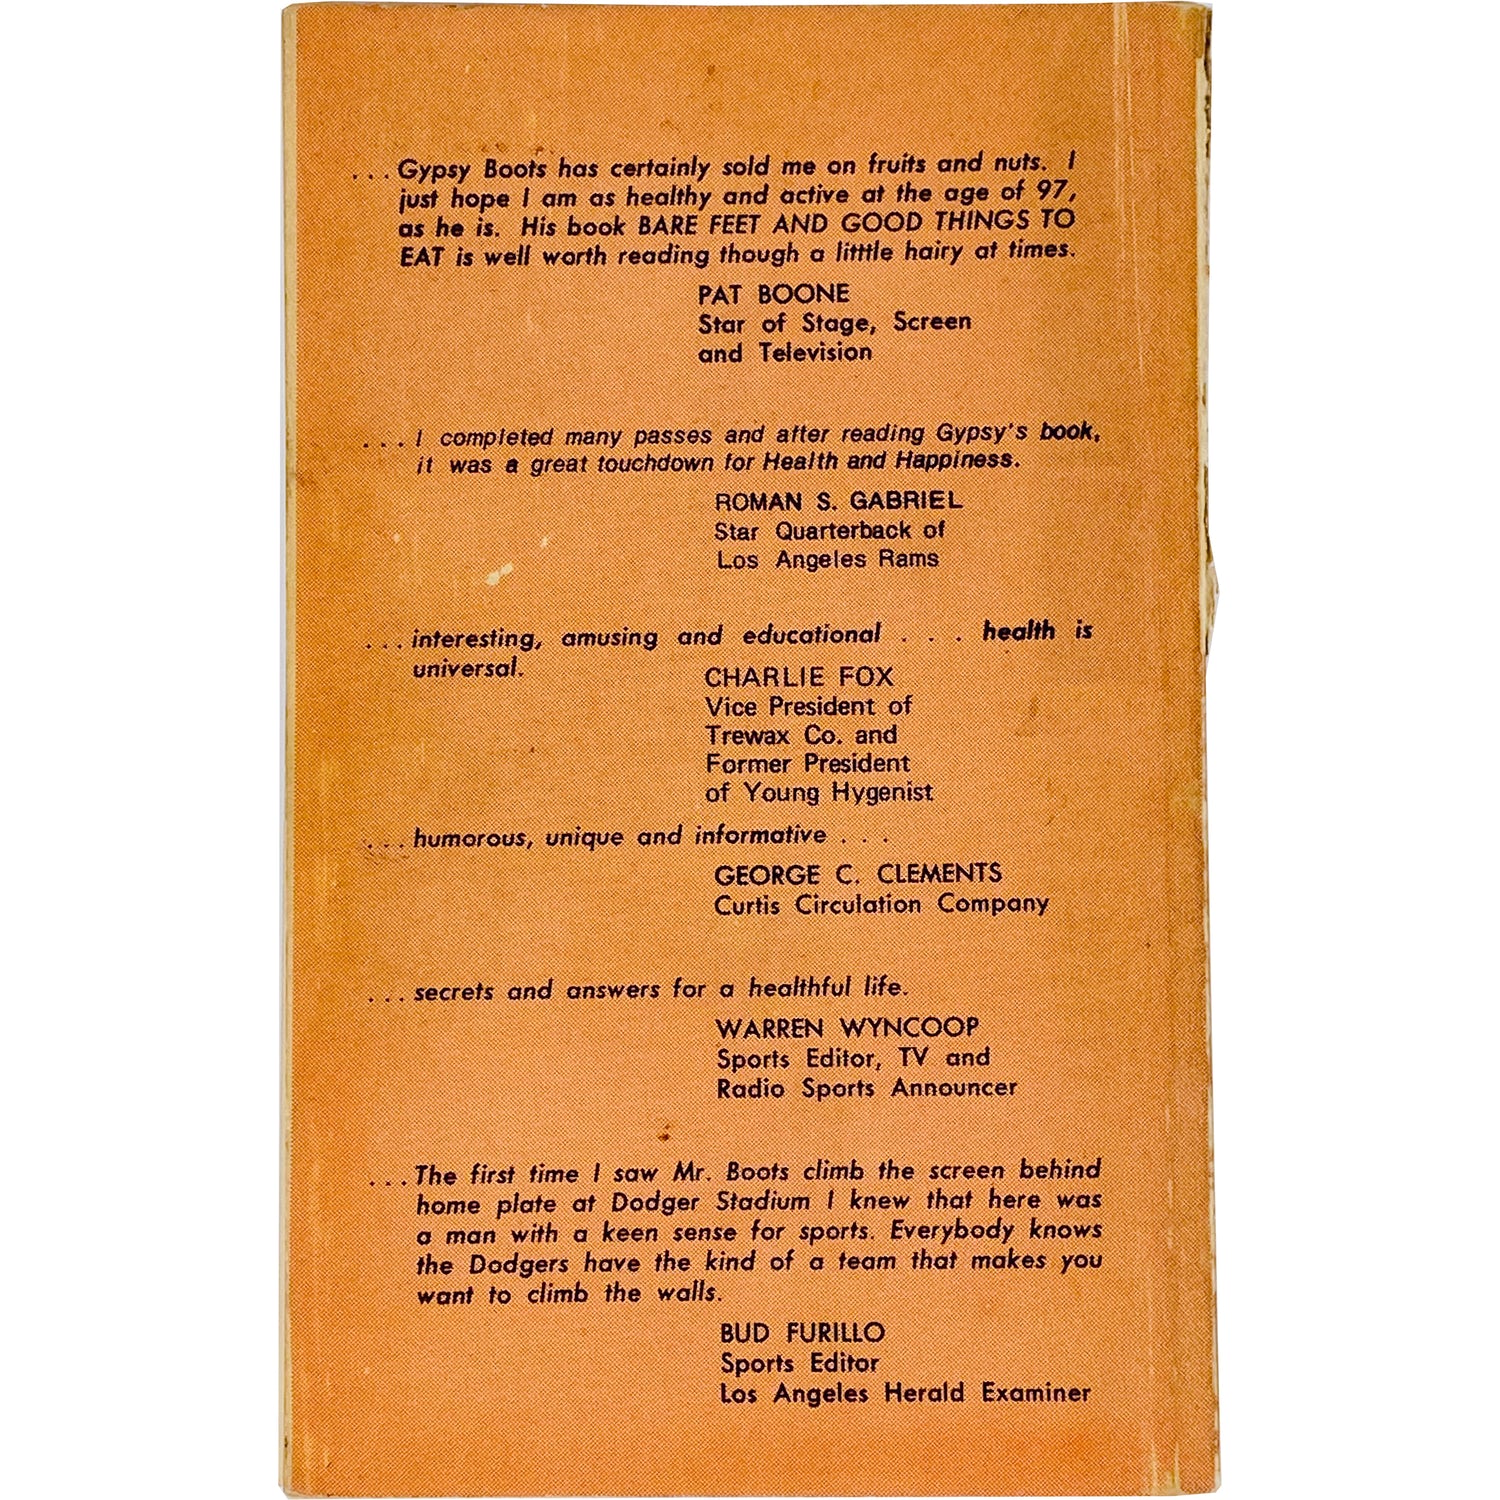 ...Gypsy Boots has certainly sold me on fruits and nuts. I
just hope I am as healthy and active at the age of 97,
as he is. His book BARE FEET AND GOOD THINGS TO
EAT is well worth reading though a litttle hairy at times.
PAT BOONE
Star of Stage, Screen
and Television
...I completed many passes and after reading Gypsy's book,
it was a great touchdown for Health and Happiness.
ROMAN S. GABRIEL
Star Quarterback of
Los Angeles Rams
...interesting, amusing and educational . . . health is
universal.
CHARLIE FOX
Vice President of
Trewax Co. and
Former President
of Young Hygenist
...humorous, unique and informative . . .
GEORGE C. CLEMENTS
Curtis Circulation Company
...secrets and answers for a healthful life.
WARREN WYNCOOP
Sports Editor, TV and
Radio Sports Announcer
...The first time I saw Mr. Boots climb the screen behind
home plate at Dodger Stadium I knew that here was
a man with a keen sense for sports. Everybody knows
the Dodgers have the kind of a team that makes you
want to climb the walls.
BUD FURILLO
Sports Editor
Los Angeles Herald Examiner